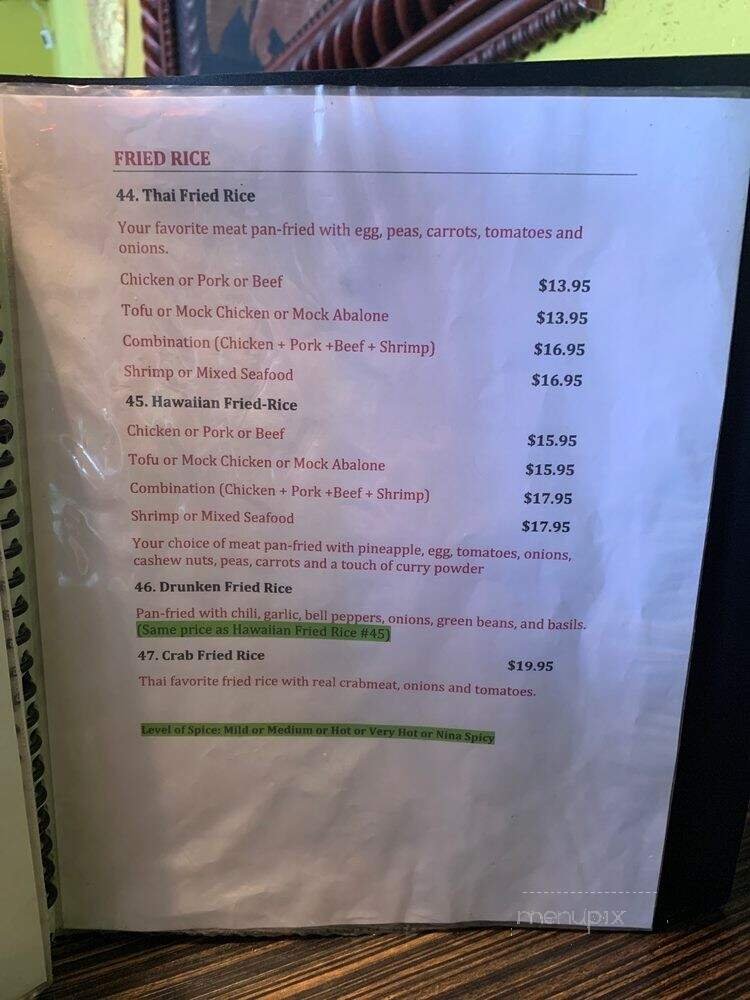 FRIED RICE
44. Thai Fried Rice
Your favorite meat pan-fried with egg, peas, carrots, tomatoes and
onions.
Chicken or Pork or Beef $13.95
Tofu or Mock Chicken or Mock Abalone $13.95
Combination (Chicken + Pork +Beef + Shrimp) $16.95
Shrimp or Mixed Seafood $16.95
45. Hawaiian Fried-Rice
Chicken or Pork or Beef $15.95
Tofu or Mock Chicken or Mock Abalone $15.95
Combination (Chicken + Pork +Beef + Shrimp) $17.95
Shrimp or Mixed Seafood $17.95
Your choice of meat pan-fried with pineapple, egg, tomatoes, onions,
cashew nuts, peas, carrots and a touch of curry powder
46. Drunken Fried Rice
Pan-fried with chili, garlic, bell peppers, onions, green beans, and basils.
(Same price as Hawaiian Fried Rice #45)
47. Crab Fried Rice $19.95
Thai favorite fried rice with real crabmeat, onions and tomatoes.
Level of Spice: Mild or Medium or Hot or Very Hot or Nina Spicy
menupix